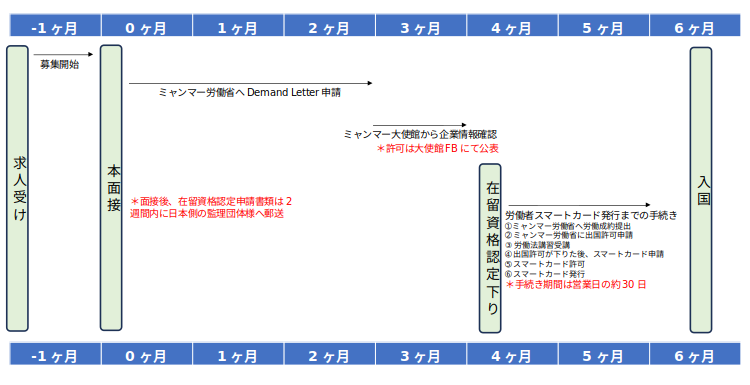 -1 ヶ月 0 ヶ月 1 ヶ月 2 ヶ月 3 ヶ月 4 ヶ月 5 ヶ月 6 ヶ月
求人受け
募集開始
本面接
ミャンマー労働省へ Demand Letter 申請
＊面接後、在留資格認定申請書類は 2
週間内に日本側の監理団体様へ郵送
ミャンマー大使館から企業情報確認
＊許可は大使館 FB にて公表
在留資格認定下り
労働者スマートカード発行までの手続き
①ミャンマー労働省へ労働成約提出
②ミャンマー労働省に出国許可申請
③ 労働法講習受講
④出国許可が下りた後、スマートカード申請
⑤スマートカード許可
⑥スマートカード発行
＊手続き期間は営業日の約 30 日
入国
-1 ヶ月 0 ヶ月 1 ヶ月 2 ヶ月 3 ヶ月 4 ヶ月 5 ヶ月 6 ヶ月